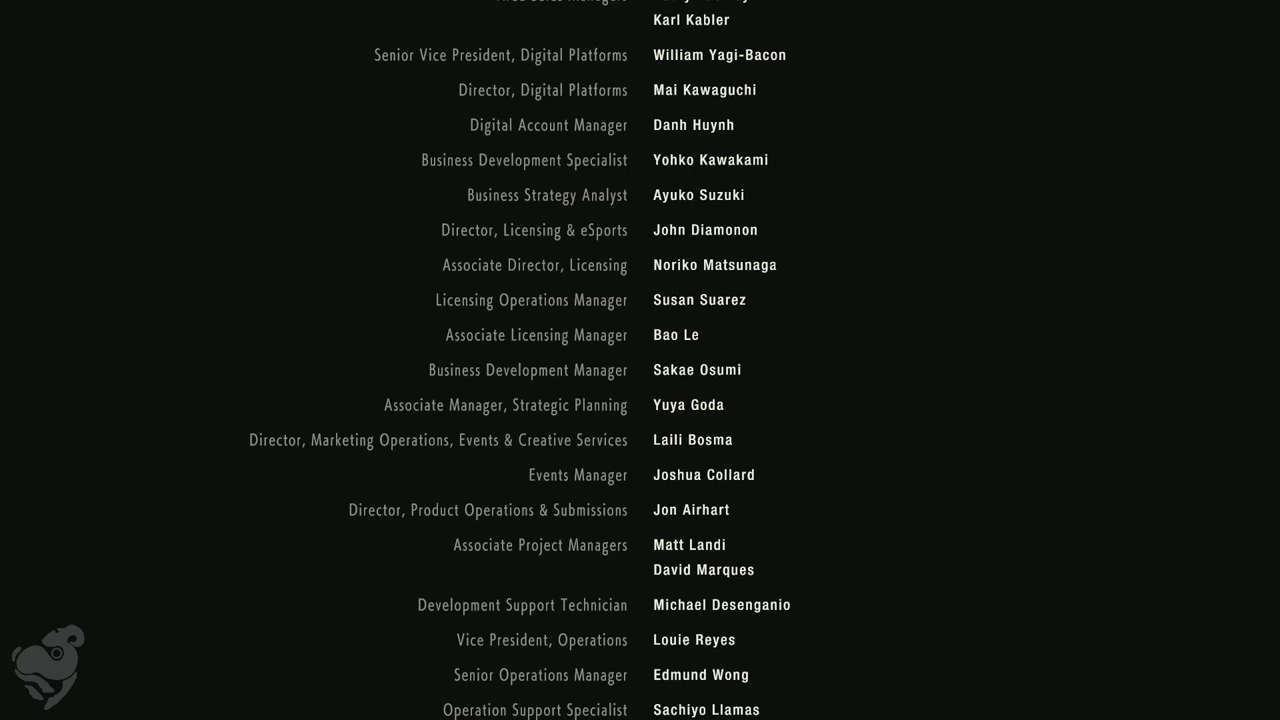 Karl Kabler
Senior Vice President, Digital Platforms William Yagi-Bacon
Director, Digital Platforms Mai Kawaguchi
Digital Account Manager Danh Huynh
Business Development Specialist Yohko Kawakami
Business Strategy Analyst Ayuko Suzuki
Director, Licensing & eSports John Diamonon
Associate Director, Licensing Noriko Matsunaga
Licensing Operations Manager Susan Suarez
Associate Licensing Manager Bao Le
Business Development Manager Sakae Osumi
Associate Manager, Strategic Planning Yuya Goda
Director, Marketing Operations, Events & Creative Services Laili Bosma
Events Manager Joshua Collard
Director, Product Operations & Submissions Jon Airhart
Associate Project Managers Matt Landi
David Marques
Development Support Technician Michael Desenganio
Vice President, Operations Louie Reyes
Senior Operations Manager Edmund Wong
Operation Support Specialist Sachiyo Llamas